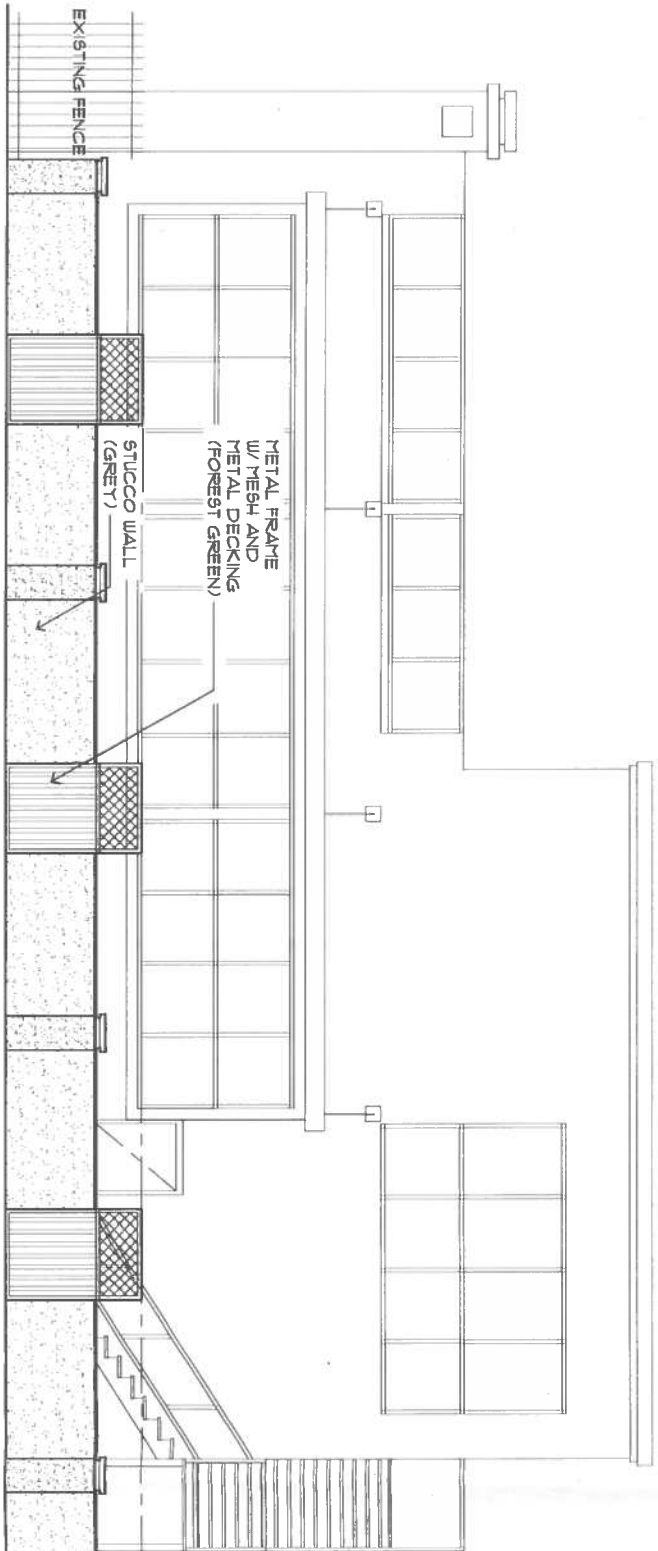 EXISTING FENCE
METAL FRAME
W/ MESH AND
METAL DECKING
(FOREST GREEN)
STUCCO WALL
(GREY)